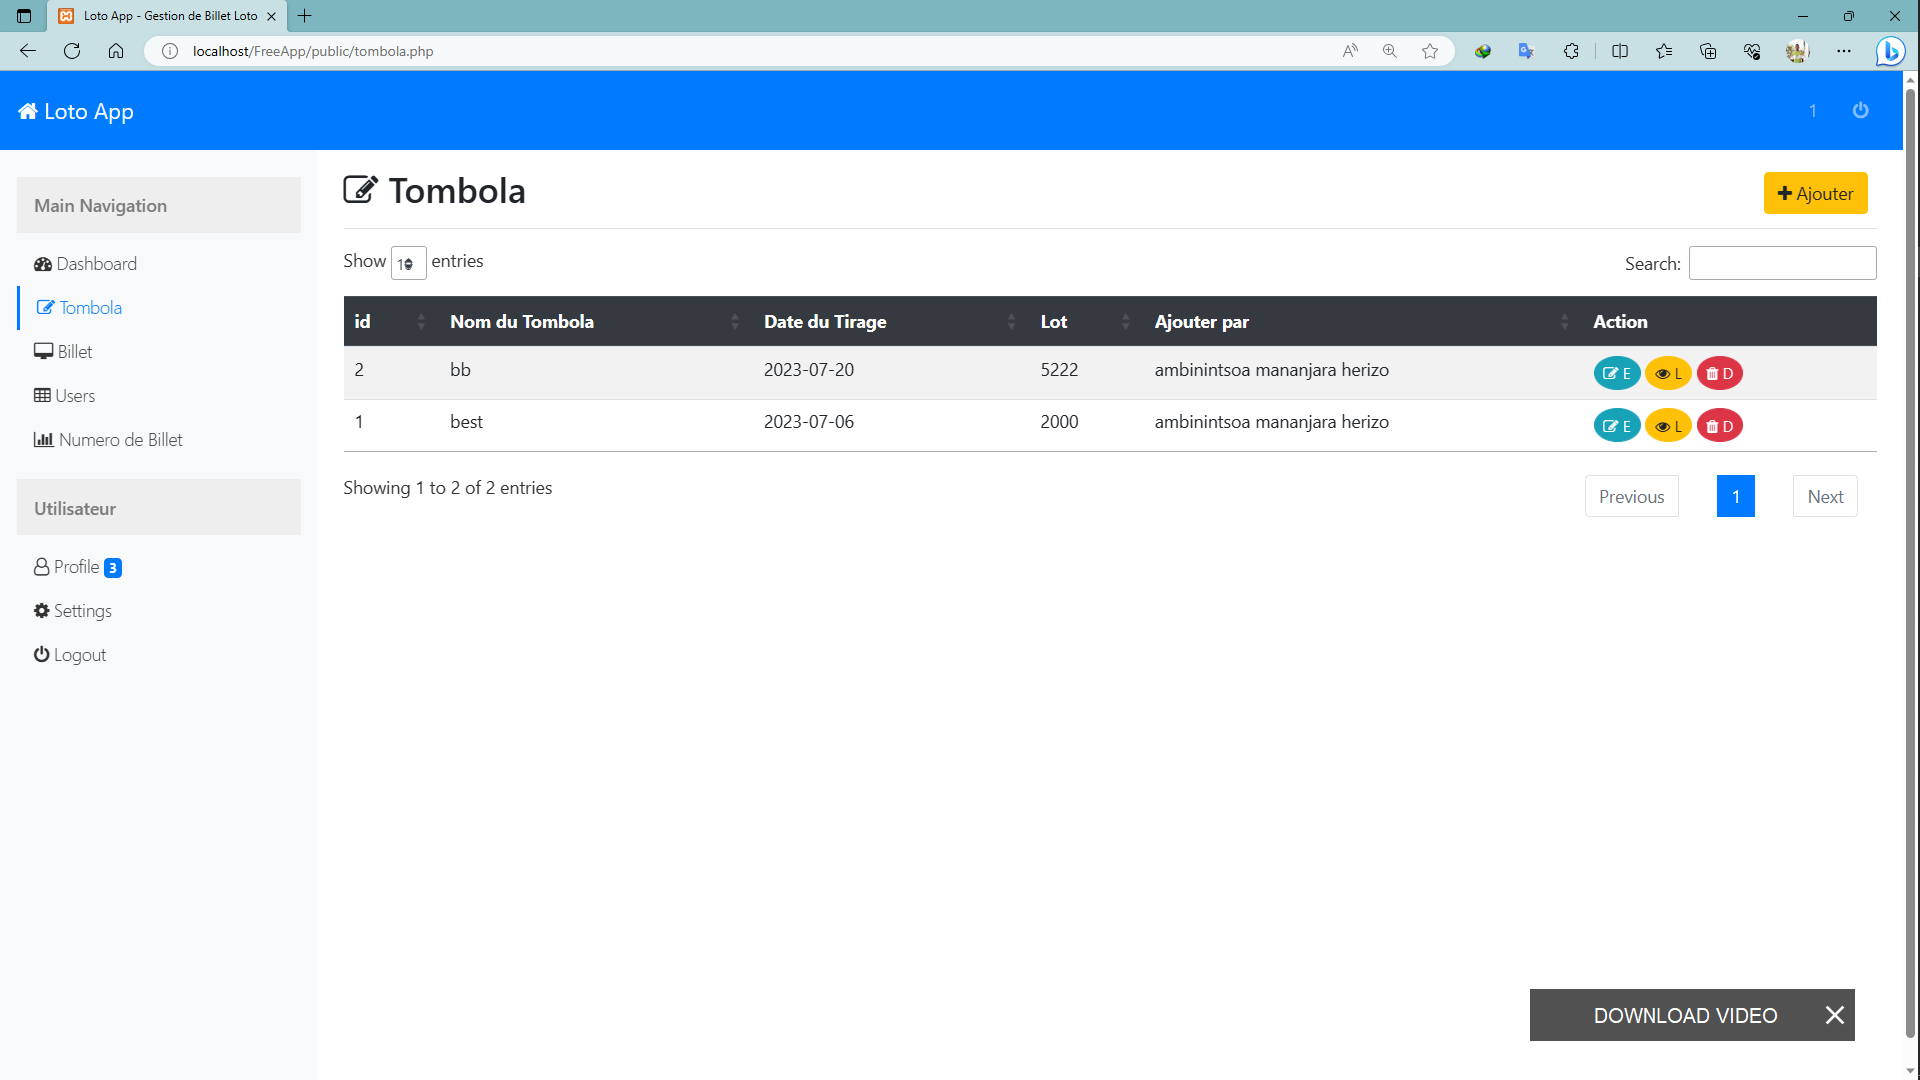 Loto App - Gestion de Billet Loto
localhost/FreeApp/public/tombola.php
Loto App
1
Main Navigation
Dashboard
Tombola
Billet
Users
Numero de Billet
Utilisateur
Profile 3
Settings
Logout
Tombola
Ajouter
Show 10 entries
Search:
id Nom du Tombola Date du Tirage Lot Ajouter par Action
2 bb 2023-07-20 5222 ambinintsoa mananjara herizo E L D
1 best 2023-07-06 2000 ambinintsoa mananjara herizo E L D
Showing 1 to 2 of 2 entries
Previous 1 Next
DOWNLOAD VIDEO